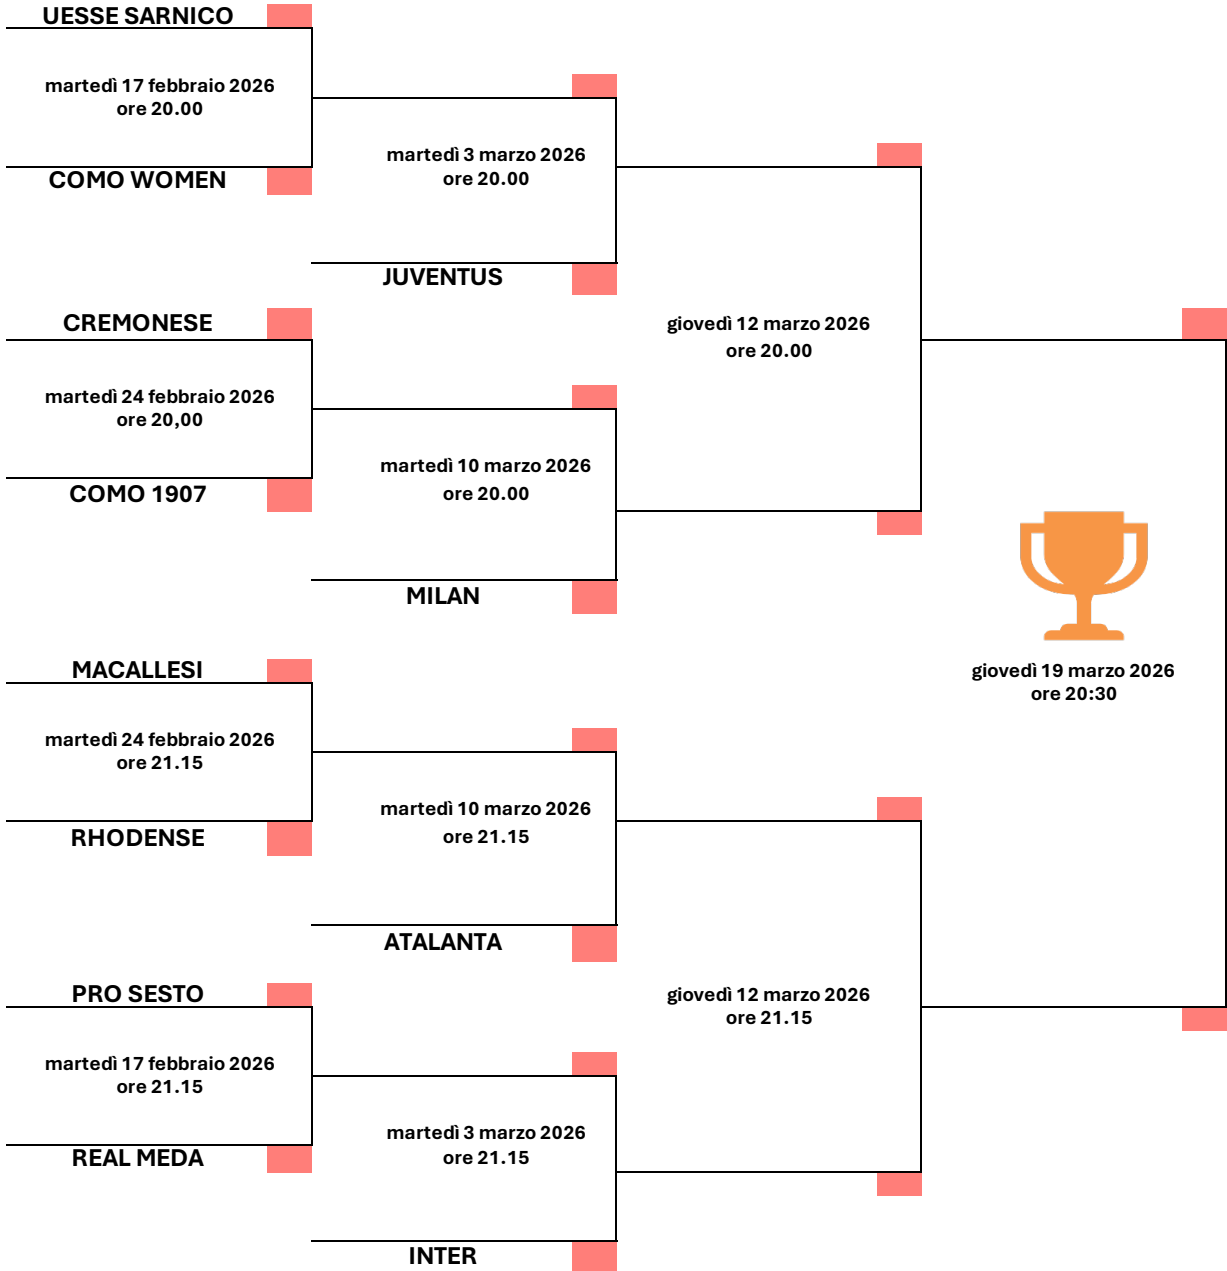 UESSE SARNICO
martedì 17 febbraio 2026
ore 20.00
COMO WOMEN
martedì 3 marzo 2026
ore 20.00
JUVENTUS
CREMONESE
martedì 24 febbraio 2026
ore 20,00
COMO 1907
martedì 10 marzo 2026
ore 20.00
MILAN
giovedì 12 marzo 2026
ore 20.00
MACALLESI
martedì 24 febbraio 2026
ore 21.15
RHODENSE
martedì 10 marzo 2026
ore 21.15
ATALANTA
PRO SESTO
martedì 17 febbraio 2026
ore 21.15
REAL MEDA
martedì 3 marzo 2026
ore 21.15
INTER
giovedì 12 marzo 2026
ore 21.15
giovedì 19 marzo 2026
ore 20:30